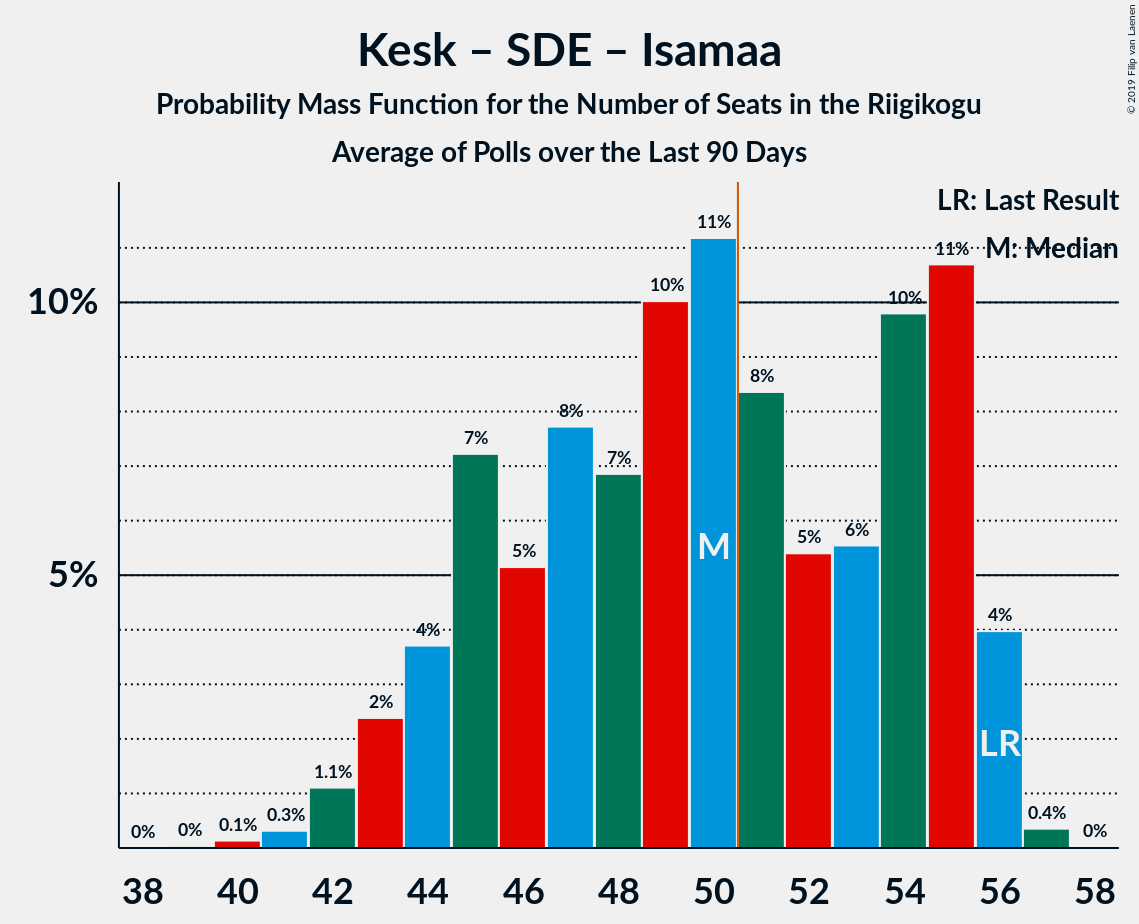 Kesk – SDE – Isamaa
Probability Mass Function for the Number of Seats in the Riigikogu
Average of Polls over the Last 90 Days
© 2019 Filip van Laenen
LR: Last Result
M: Median
10%
5%
0%
0%
0.1%
0.3%
1.1%
2%
4%
7%
5%
8%
7%
10%
11%
8%
5%
6%
10%
11%
4%
0.4%
0%
M
LR
38 40 42 44 46 48 50 52 54 56 58